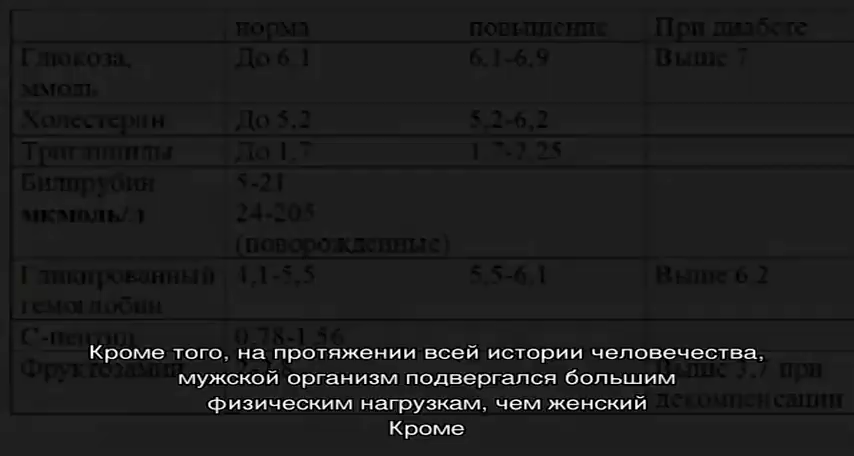 норма повышение При диабете
Глюкоза, До 6,1 6,1-6,9 Выше 7
ммоль
Холестерин До 5,2 5,2-6,2
До 1,7 1,7-2,25
Билирубин 5-21
мкмоль/л 24-205
(новорожденные)
Гликированный 4,1-5,5 5,5-6,1 Выше 6,2
гемоглобин
С-пептид 0,78-1,56
Кроме того, на протяжении всей истории человечества,
мужской организм подвергался большим
физическим нагрузкам, чем женский
Кроме
Фруктозамин Выше 3,7 при
декомпенсации